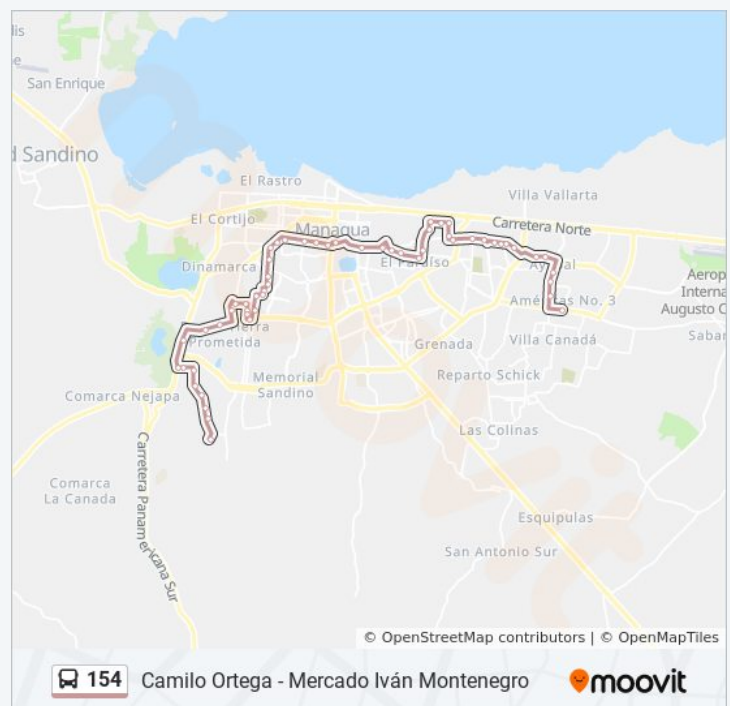 San Enrique
d Sandino
El Rastro
Villa Vallarta
El Cortijo
Managua
Carretera Norte
Dinamarca
El Paraíso
Américas No. 3
Aerop
Interna
Augusto C
Prometida
Grenada
Villa Canadá
Sabar
Memorial
Sandino
Reparto Schick
Comarca Nejapa
Las Colinas
Carretera Panamericana Sur
Comarca
La Canada
Esquipulas
San Antonio Sur
© OpenStreetMap contributors | © OpenMapTiles
154 Camilo Ortega - Mercado Iván Montenegro moovit